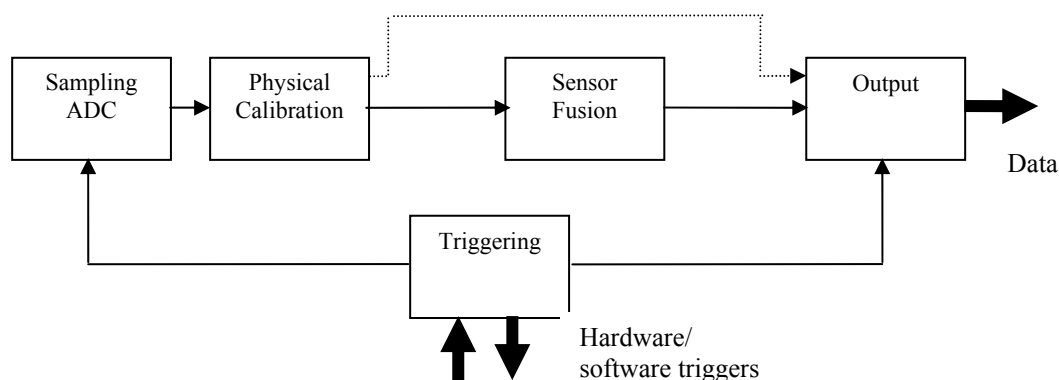 Sampling
ADC
Physical
Calibration
Sensor
Fusion
Output
Data
Triggering
Hardware/
software triggers